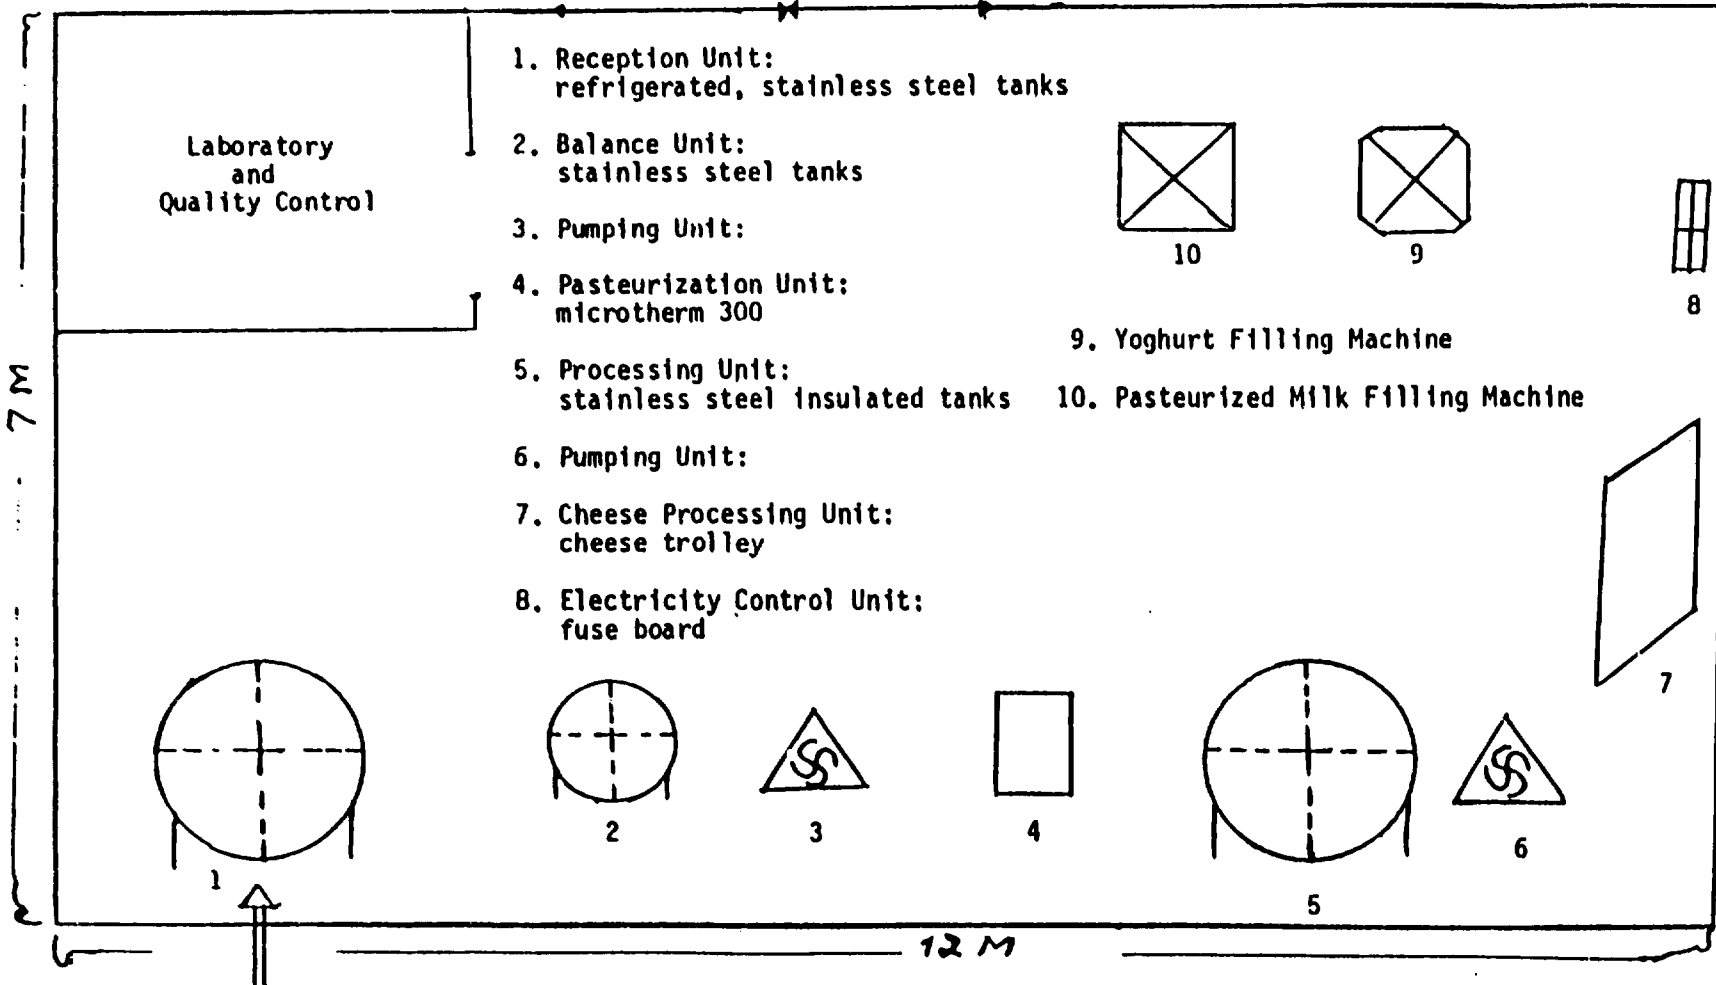 Laboratory
and
Quality Control
1. Reception Unit:
refrigerated, stainless steel tanks
2. Balance Unit:
stainless steel tanks
3. Pumping Unit:
4. Pasteurization Unit:
microtherm 300
5. Processing Unit:
stainless steel insulated tanks
6. Pumping Unit:
7. Cheese Processing Unit:
cheese trolley
8. Electricity Control Unit:
fuse board
10
9
8
9. Yoghurt Filling Machine
10. Pasteurized Milk Filling Machine
7 M
7
1
2
3
4
5
6
12 M